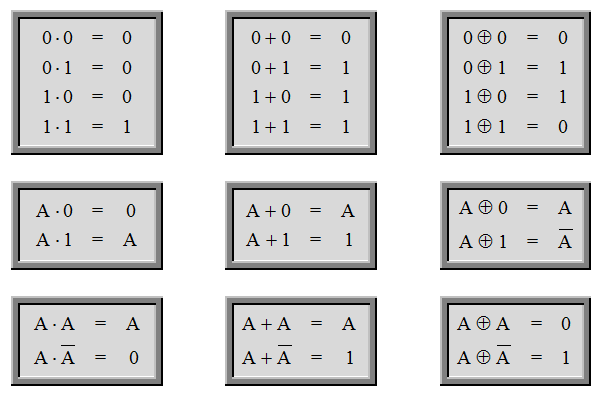 0 · 0 = 0
0 · 1 = 0
1 · 0 = 0
1 · 1 = 1
0 + 0 = 0
0 + 1 = 1
1 + 0 = 1
1 + 1 = 1
0 ⊕ 0 = 0
0 ⊕ 1 = 1
1 ⊕ 0 = 1
1 ⊕ 1 = 0
A · 0 = 0
A · 1 = A
A + 0 = A
A + 1 = 1
A ⊕ 0 = A
A ⊕ 1 = A̅
A · A = A
A · A̅ = 0
A + A = A
A + A̅ = 1
A ⊕ A = 0
A ⊕ A̅ = 1